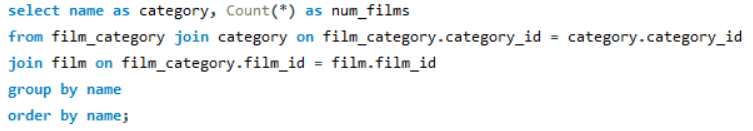 select name as category, Count(*) as num_films
from film_category join category on film_category.category_id = category.category_id
join film on film_category.film_id = film.film_id
group by name
order by name;